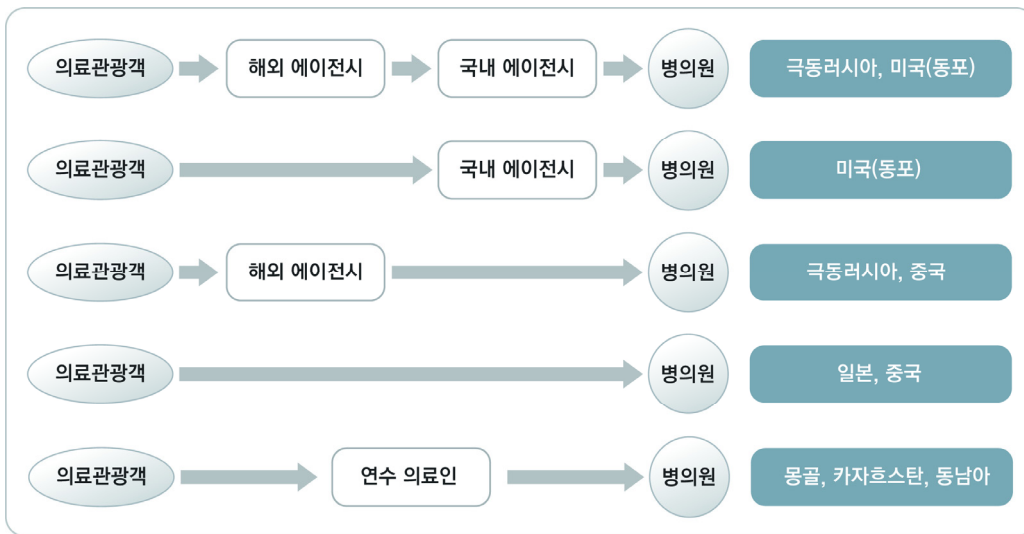 의료관광객 해외 에이전시 국내 에이전시 병의원 극동러시아, 미국(동포)
의료관광객 국내 에이전시 병의원 미국(동포)
의료관광객 해외 에이전시 병의원 극동러시아, 중국
의료관광객 병의원 일본, 중국
의료관광객 연수 의료인 병의원 몽골, 카자흐스탄, 동남아